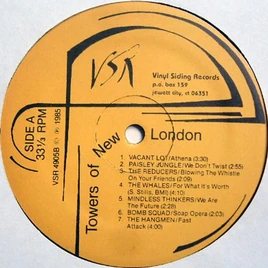 VSR
Vinyl Siding Records
p.o. box 159
jewett city, ct 06351
SIDE A
33⅓ RPM
VSR 4905B © ℗ 1985
Towers of New London
1. VACANT LOT/Athena (3:30)
2. PAISLEY JUNGLE/We Don't Twist (2:55)
3. THE REDUCERS/Blowing The Whistle
On Your Friends (2:08)
4. THE WHALES/For What It's Worth
(S. Stills, BMI) (4:10)
5. MINDLESS THINKERS/We Are
The Future (2:28)
6. BOMB SQUAD/Soap Opera (4:10)
7. THE HANGMEN/Fast
Attack (4:00)